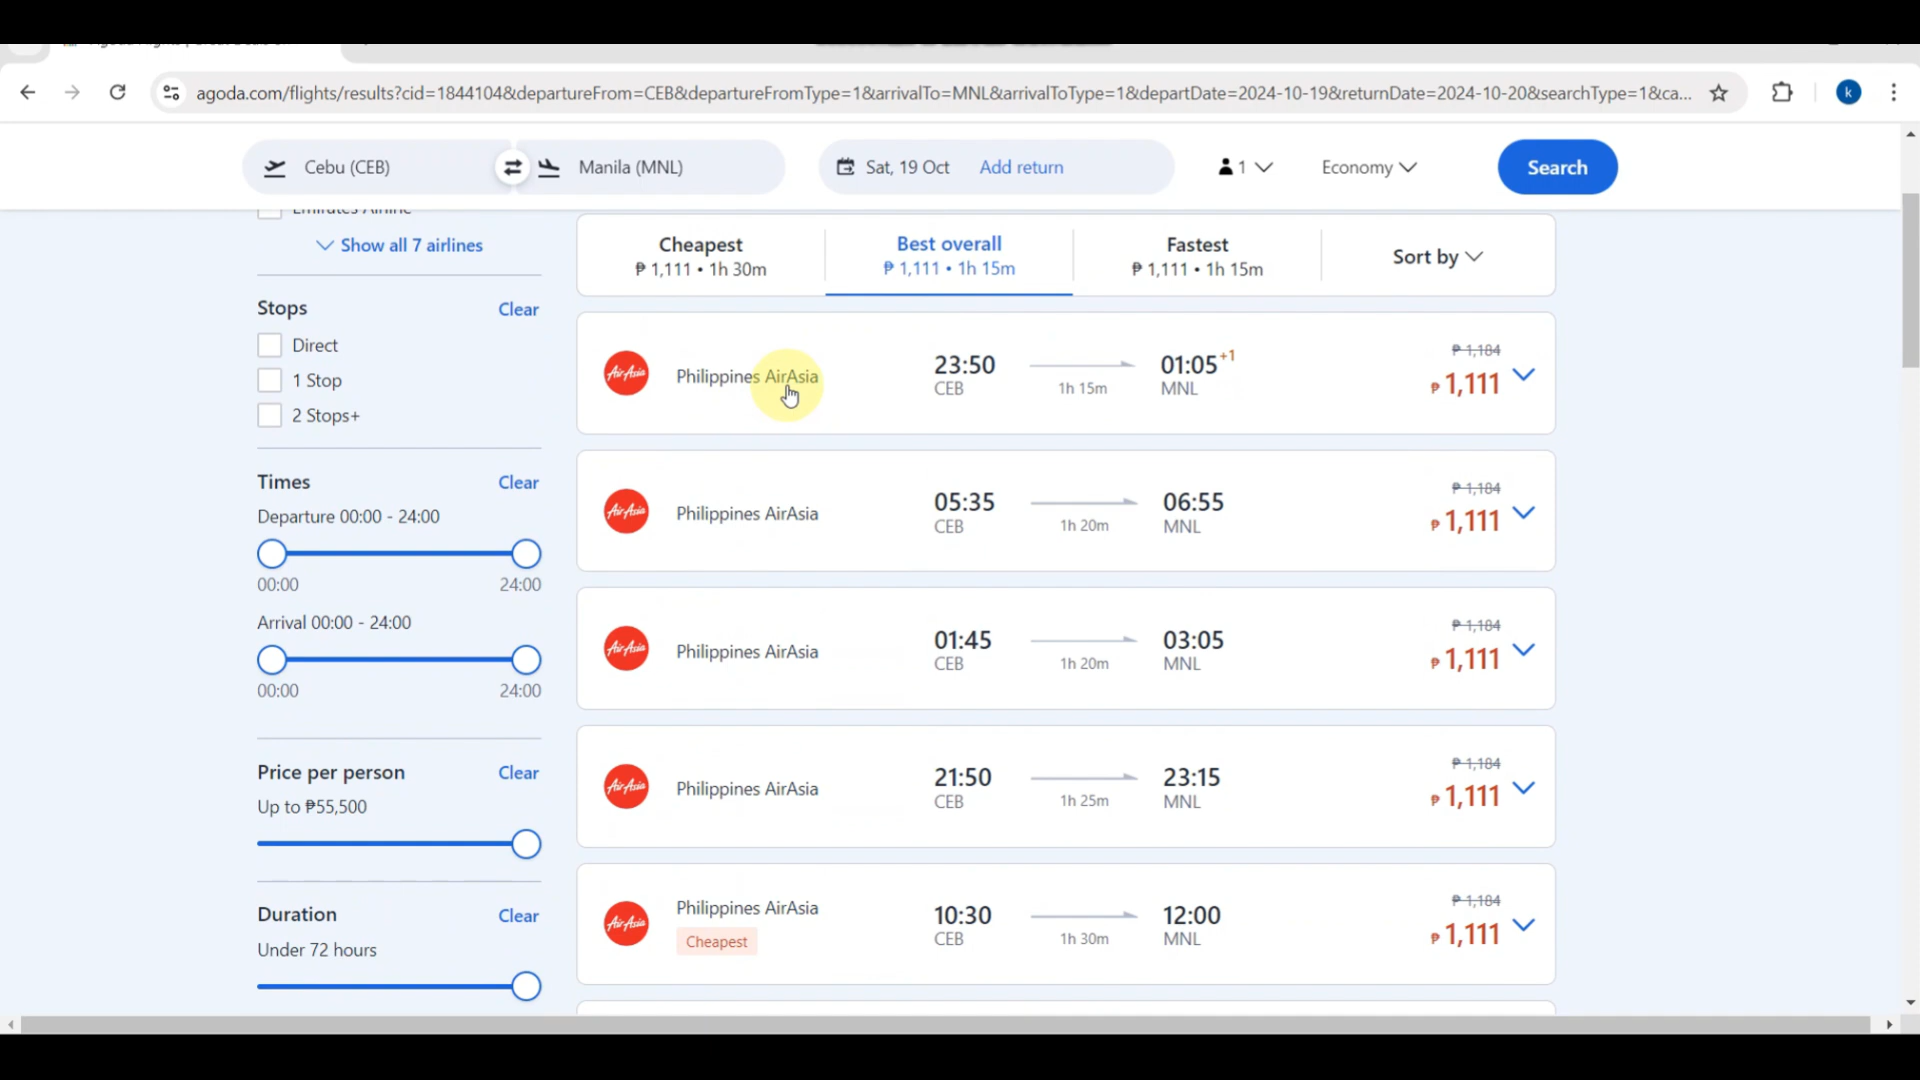 agoda.com/flights/results?cid=1844104&departureFrom=CEB&departureFromType=1&arrivalTo=MNL&arrivalToType=1&departDate=2024-10-19&returnDate=2024-10-20&searchType=1&ca...
k
Cebu (CEB)
Manila (MNL)
Sat, 19 Oct
Add return
1
Economy
Search
Emirates Airline
Show all 7 airlines
Cheapest
₱ 1,111 • 1h 30m
Best overall
₱ 1,111 • 1h 15m
Fastest
₱ 1,111 • 1h 15m
Sort by
Stops
Clear
Direct
1 Stop
2 Stops+
Times
Clear
Departure 00:00 - 24:00
00:00
24:00
Arrival 00:00 - 24:00
00:00
24:00
Price per person
Clear
Up to ₱55,500
Duration
Clear
Under 72 hours
AirAsia
Philippines AirAsia
23:50
CEB
1h 15m
01:05 +1
MNL
₱ 1,184
₱ 1,111
AirAsia
Philippines AirAsia
05:35
CEB
1h 20m
06:55
MNL
₱ 1,184
₱ 1,111
AirAsia
Philippines AirAsia
01:45
CEB
1h 20m
03:05
MNL
₱ 1,184
₱ 1,111
AirAsia
Philippines AirAsia
21:50
CEB
1h 25m
23:15
MNL
₱ 1,184
₱ 1,111
AirAsia
Philippines AirAsia
Cheapest
10:30
CEB
1h 30m
12:00
MNL
₱ 1,184
₱ 1,111